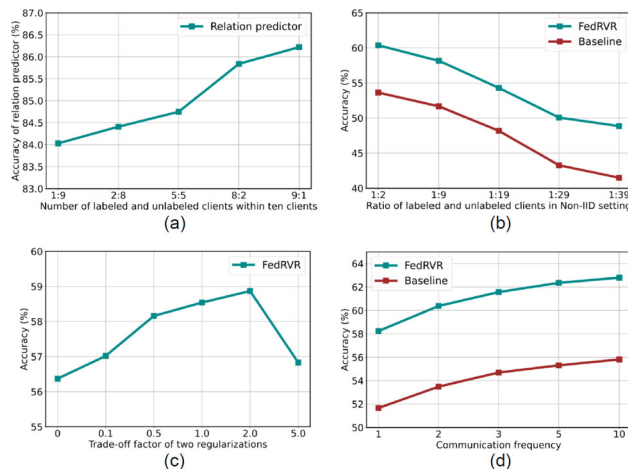 87.0
86.5
86.0
85.5
85.0
84.5
84.0
83.5
83.0
Accuracy of relation predictor (%)
Relation predictor
1:9 2:8 5:5 8:2 9:1
Number of labeled and unlabeled clients within ten clients
(a)
65
60
55
50
45
40
Accuracy (%)
FedRVR
Baseline
1:2 1:9 1:19 1:29 1:39
Ratio of labeled and unlabeled clients in Non-IID setting
(b)
60
59
58
57
56
55
Accuracy (%)
FedRVR
0 0.1 0.5 1.0 2.0 5.0
Trade-off factor of two regularizations
(c)
64
62
60
58
56
54
52
50
Accuracy (%)
FedRVR
Baseline
1 2 3 5 10
Communication frequency
(d)